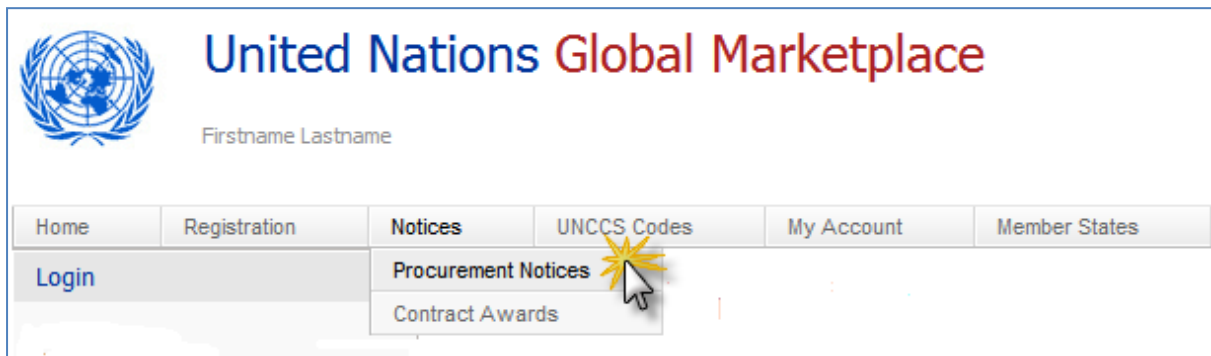 United Nations Global Marketplace
Firstname Lastname
Home Registration Notices UNCCS Codes My Account Member States
Login Procurement Notices
Contract Awards